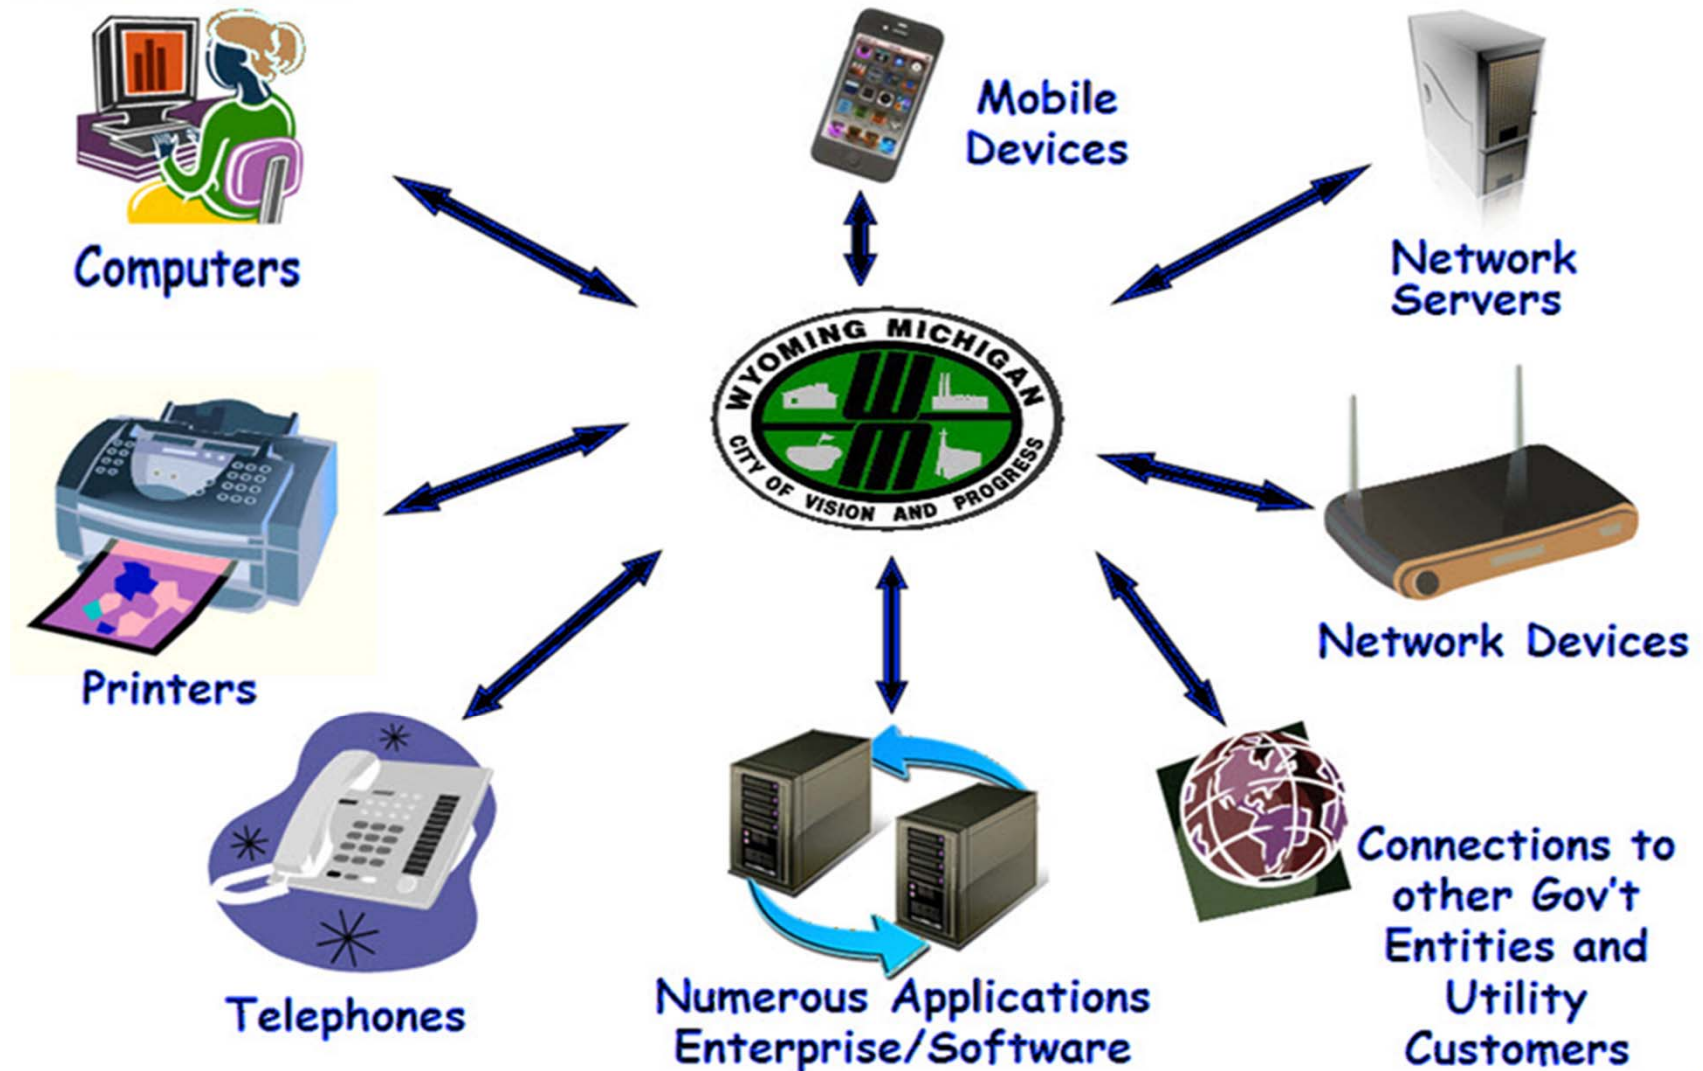 Mobile
Devices
Computers
Network
Servers
WYOMING MICHIGAN
CITY OF VISION AND PROGRESS
Printers
Network Devices
Telephones
Numerous Applications
Enterprise/Software
Connections to
other Gov't
Entities and
Utility
Customers